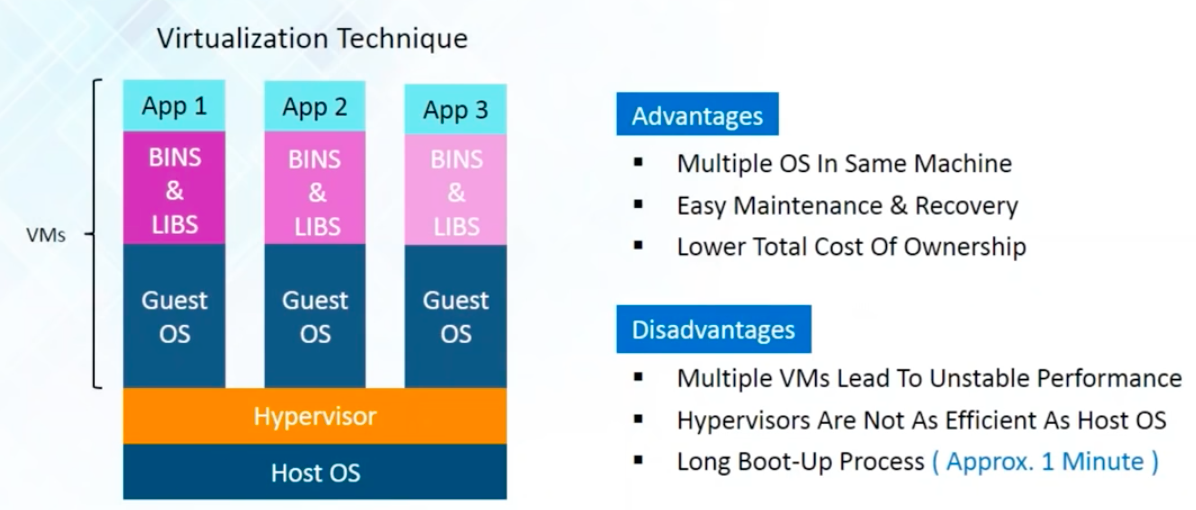 Virtualization Technique
VMs
App 1
BINS
&
LIBS
Guest
OS
App 2
BINS
&
LIBS
Guest
OS
App 3
BINS
&
LIBS
Guest
OS
Hypervisor
Host OS
Advantages
▪ Multiple OS In Same Machine
▪ Easy Maintenance & Recovery
▪ Lower Total Cost Of Ownership
Disadvantages
▪ Multiple VMs Lead To Unstable Performance
▪ Hypervisors Are Not As Efficient As Host OS
▪ Long Boot-Up Process ( Approx. 1 Minute )